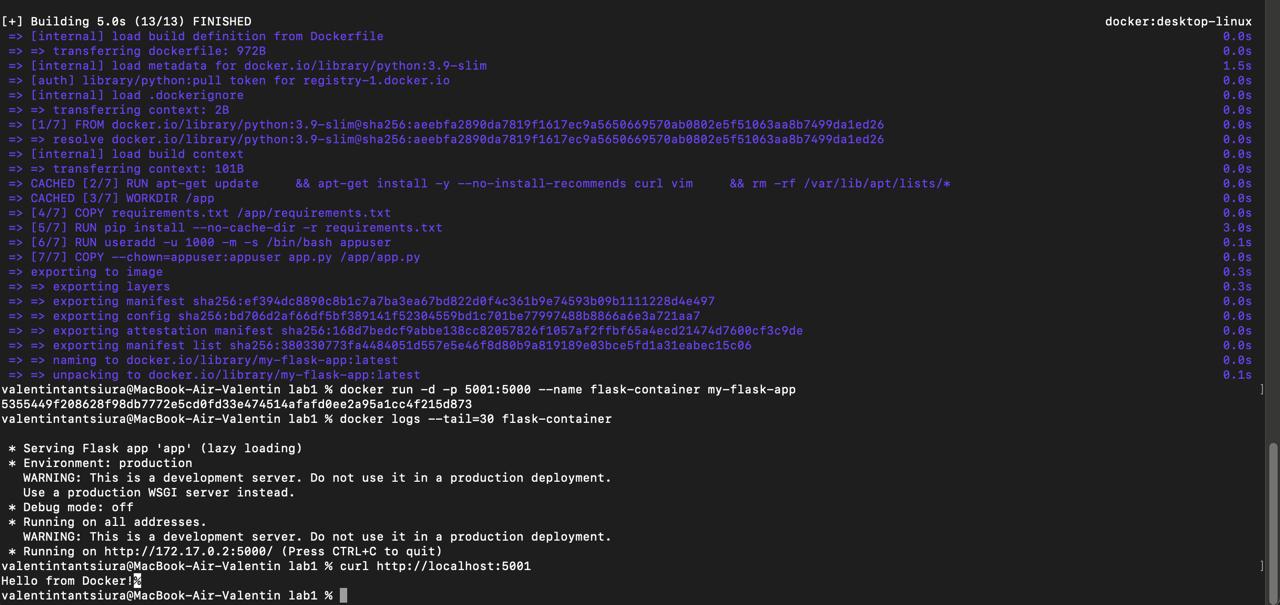 [+] Building 5.0s (13/13) FINISHED docker:desktop-linux
=> [internal] load build definition from Dockerfile 0.0s
=> => transferring dockerfile: 972B 0.0s
=> [internal] load metadata for docker.io/library/python:3.9-slim 1.5s
=> [auth] library/python:pull token for registry-1.docker.io 0.0s
=> [internal] load .dockerignore 0.0s
=> => transferring context: 2B 0.0s
=> [1/7] FROM docker.io/library/python:3.9-slim@sha256:aeebfa2890da7819f1617ec9a5650669570ab0802e5f51063aa8b7499da1ed26 0.0s
=> => resolve docker.io/library/python:3.9-slim@sha256:aeebfa2890da7819f1617ec9a5650669570ab0802e5f51063aa8b7499da1ed26 0.0s
=> [internal] load build context 0.0s
=> => transferring context: 101B 0.0s
=> CACHED [2/7] RUN apt-get update && apt-get install -y --no-install-recommends curl vim && rm -rf /var/lib/apt/lists/* 0.0s
=> CACHED [3/7] WORKDIR /app 0.0s
=> [4/7] COPY requirements.txt /app/requirements.txt 0.0s
=> [5/7] RUN pip install --no-cache-dir -r requirements.txt 3.0s
=> [6/7] RUN useradd -u 1000 -m -s /bin/bash appuser 0.1s
=> [7/7] COPY --chown=appuser:appuser app.py /app/app.py 0.0s
=> exporting to image 0.3s
=> => exporting layers 0.3s
=> => exporting manifest sha256:ef394dc8890c8b1c7a7ba3ea67bd822d0f4c361b9e74593b09b1111228d4e497 0.0s
=> => exporting config sha256:bd706d2af66df5bf389141f52304559bd1c701be77997488b8866a6e3a721aa7 0.0s
=> => exporting attestation manifest sha256:168d7bedcf9abbe138cc82057826f1057af2ffbf65a4ecd21474d7600cf3c9de 0.0s
=> => exporting manifest list sha256:380330773fa4484051d557e5e46f8d80b9a819189e03bce5fd1a31eabec15c06 0.0s
=> => naming to docker.io/library/my-flask-app:latest 0.0s
=> => unpacking to docker.io/library/my-flask-app:latest 0.1s
valentintantsiura@MacBook-Air-Valentin lab1 % docker run -d -p 5001:5000 --name flask-container my-flask-app ]
5355449f208628f98db7772e5cd0fd33e474514afafd0ee2a95a1cc4f215d873
valentintantsiura@MacBook-Air-Valentin lab1 % docker logs --tail=30 flask-container
* Serving Flask app 'app' (lazy loading)
* Environment: production
WARNING: This is a development server. Do not use it in a production deployment.
Use a production WSGI server instead.
* Debug mode: off
* Running on all addresses.
WARNING: This is a development server. Do not use it in a production deployment.
* Running on http://172.17.0.2:5000/ (Press CTRL+C to quit)
valentintantsiura@MacBook-Air-Valentin lab1 % curl http://localhost:5001 ]
Hello from Docker!%
valentintantsiura@MacBook-Air-Valentin lab1 %